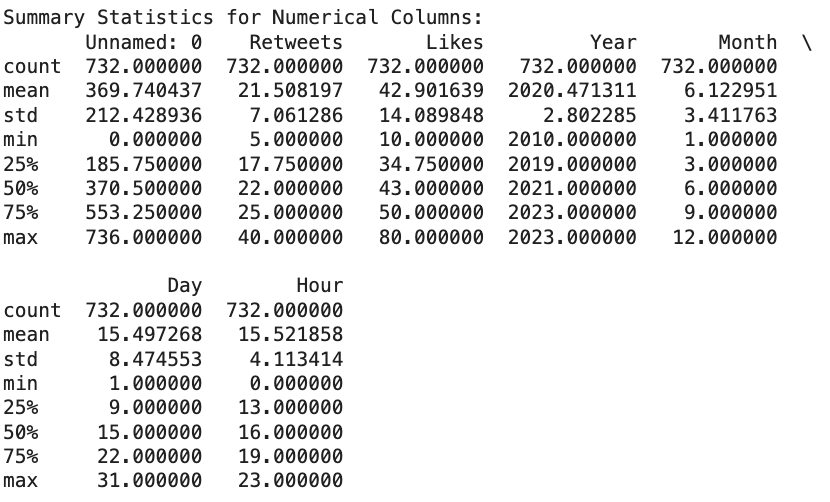 Summary Statistics for Numerical Columns:
       Unnamed: 0    Retweets       Likes         Year       Month  \
count  732.000000  732.000000  732.000000   732.000000  732.000000
mean   369.740437   21.508197   42.901639  2020.471311    6.122951
std    212.428936    7.061286   14.089848     2.802285    3.411763
min      0.000000    5.000000   10.000000  2010.000000    1.000000
25%    185.750000   17.750000   34.750000  2019.000000    3.000000
50%    370.500000   22.000000   43.000000  2021.000000    6.000000
75%    553.250000   25.000000   50.000000  2023.000000    9.000000
max    736.000000   40.000000   80.000000  2023.000000   12.000000
              Day        Hour
count  732.000000  732.000000
mean    15.497268   15.521858
std      8.474553    4.113414
min      1.000000    0.000000
25%      9.000000   13.000000
50%     15.000000   16.000000
75%     22.000000   19.000000
max     31.000000   23.000000